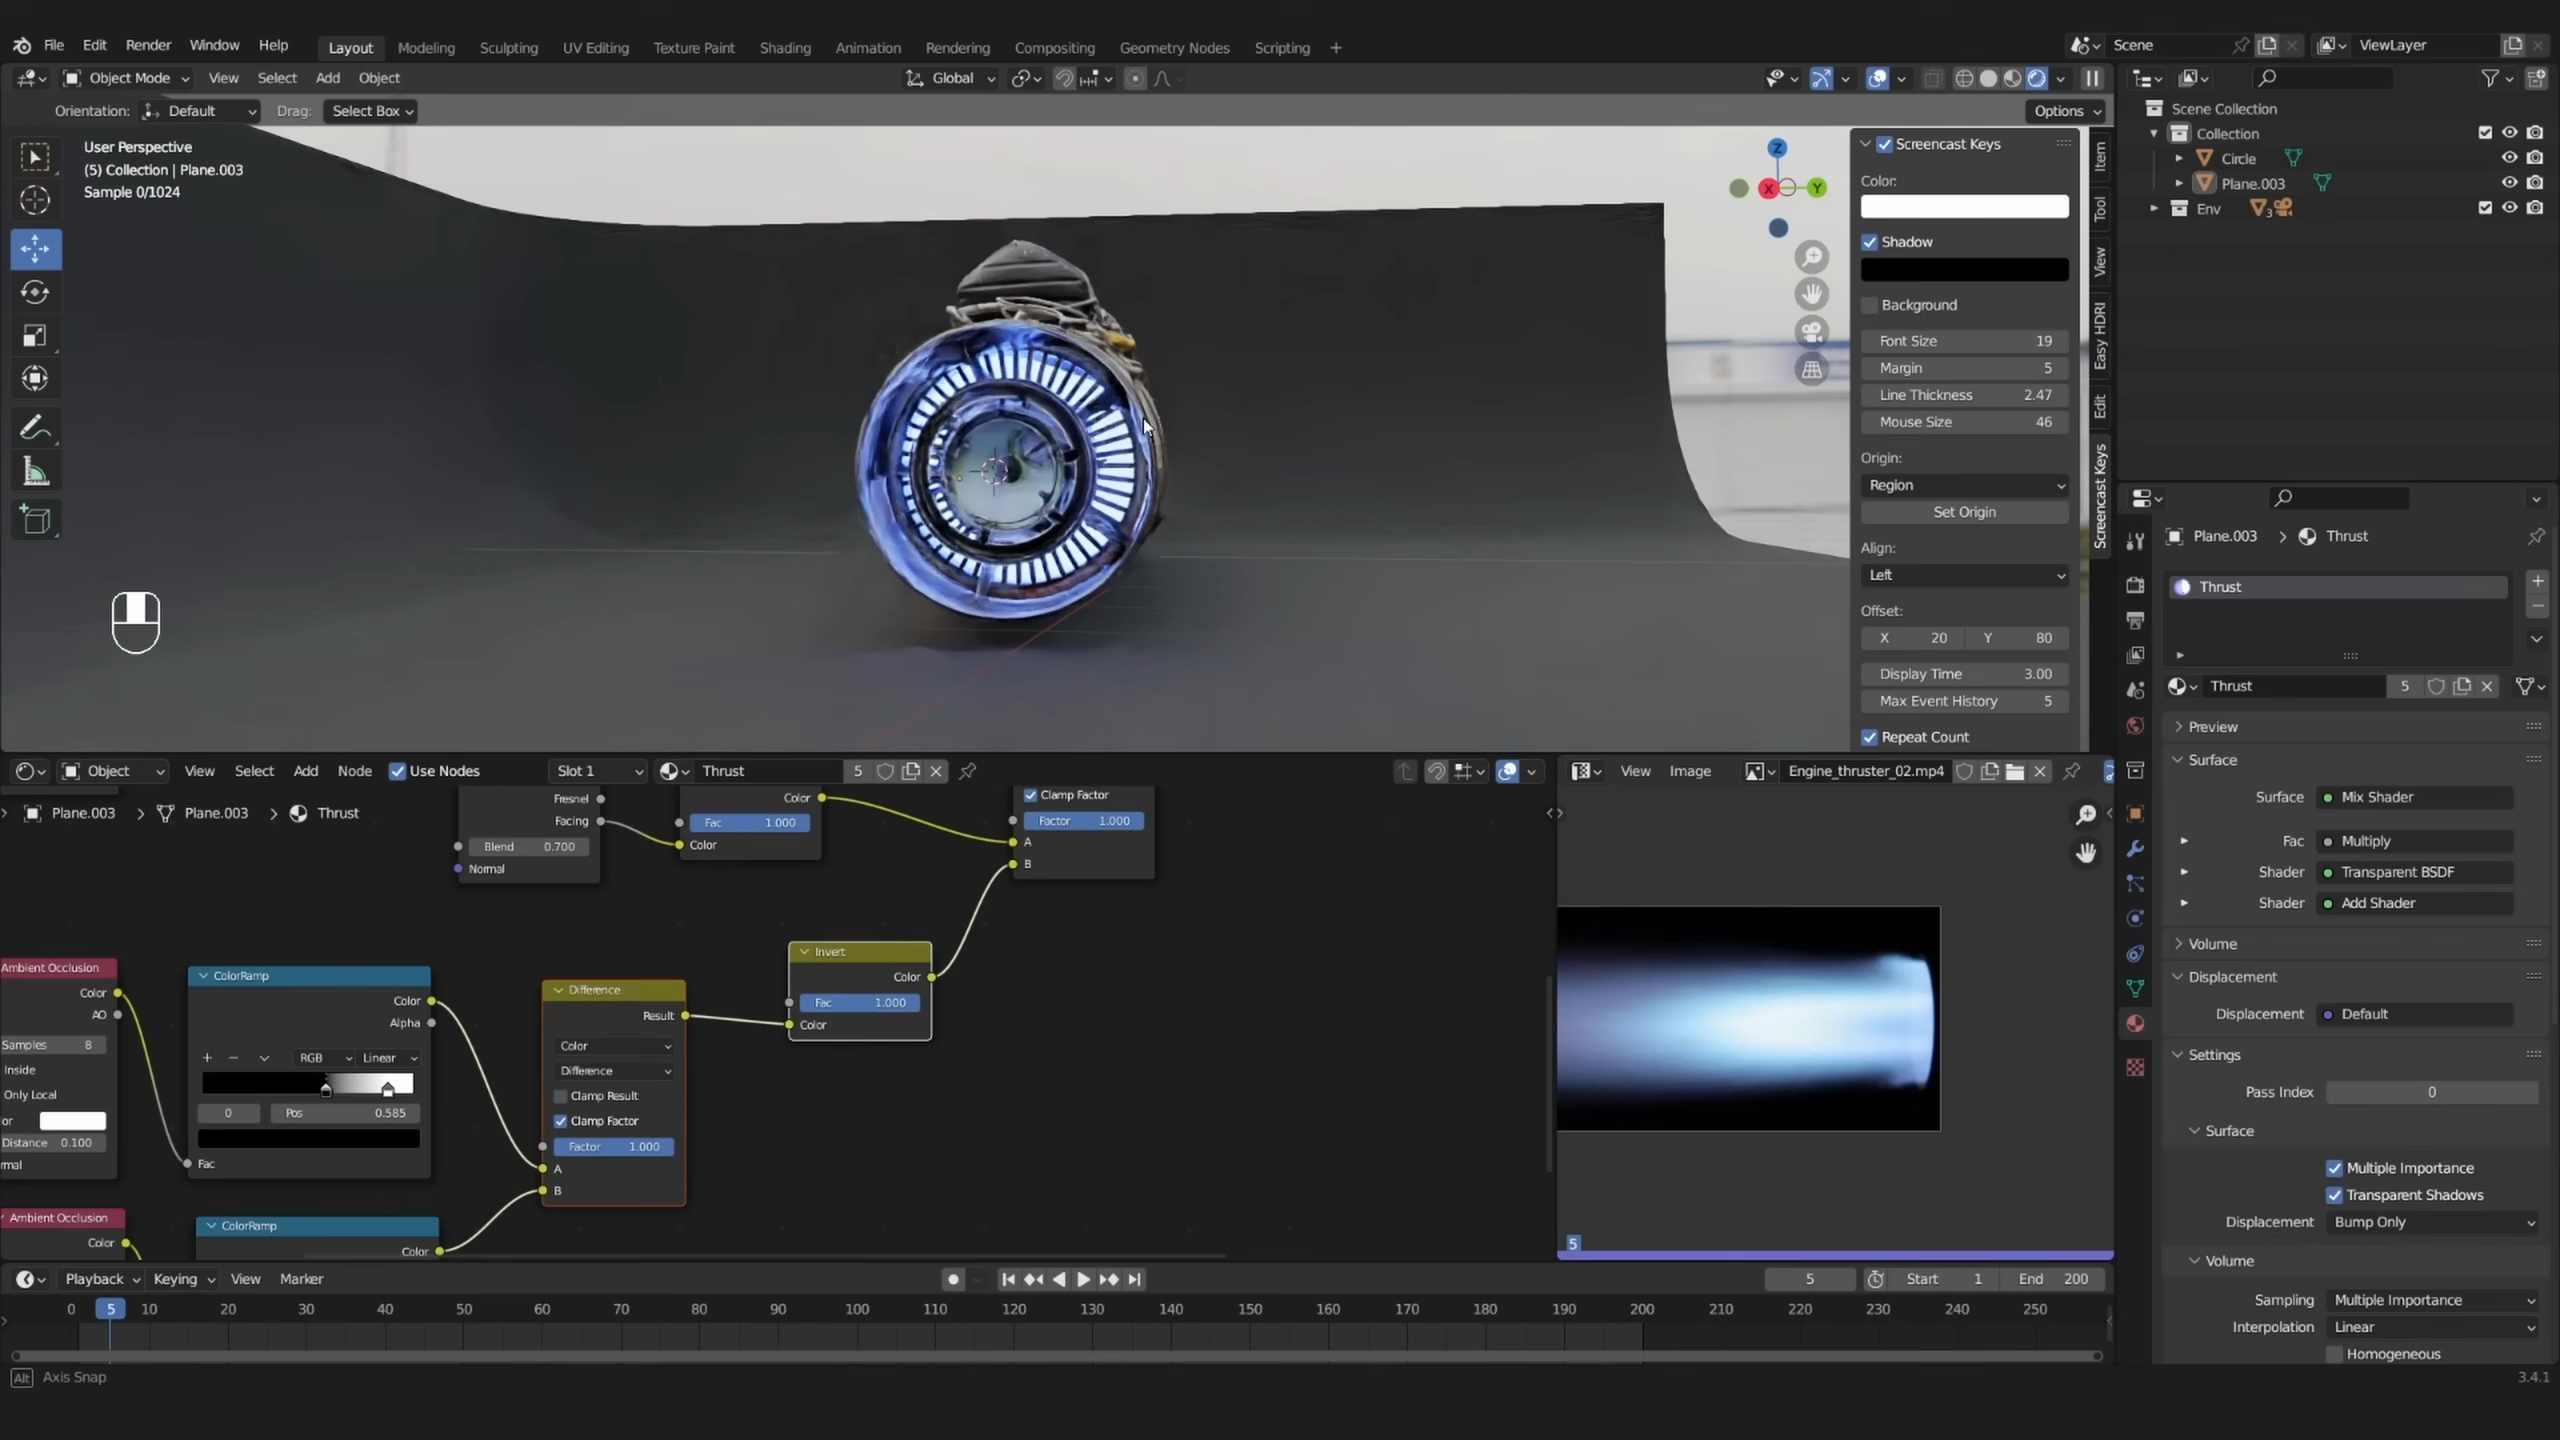 File Edit Render Window Help Layout Modeling Sculpting UV Editing Texture Paint Shading Animation Rendering Compositing Geometry Nodes Scripting + Scene ViewLayer
Object Mode View Select Add Object Global
Orientation: Default Drag: Select Box Options
User Perspective
(5) Collection | Plane.003
Sample 0/1024
Z
X
Y
Screencast Keys
Color:
Shadow
Background
Font Size 19
Margin 5
Line Thickness 2.47
Mouse Size 46
Origin:
Region
Set Origin
Align:
Left
Offset:
X 20 Y 80
Display Time 3.00
Max Event History 5
Repeat Count
Item
Tool
View
Easy HDRI
Edit
Screencast Keys
Scene Collection
Collection
Circle
Plane.003
Env 3
Plane.003 > Thrust
Thrust
Thrust 5
Preview
Surface
Surface Mix Shader
Fac Multiply
Shader Transparent BSDF
Shader Add Shader
Volume
Displacement
Displacement Default
Settings
Pass Index 0
Surface
Multiple Importance
Transparent Shadows
Displacement Bump Only
Volume
Sampling Multiple Importance
Interpolation Linear
Homogeneous
Object View Select Add Node Use Nodes Slot 1 Thrust 5
Plane.003 > Plane.003 > Thrust
Fresnel
Facing
Blend 0.700
Normal
Color
Fac 1.000
Color
Clamp Factor
Factor 1.000
A
B
Ambient Occlusion
Color
AO
Samples 8
Inside
Only Local
or
Distance 0.100
rmal
ColorRamp
Color
Alpha
+ − RGB Linear
0 Pos 0.585
Fac
Difference
Result
Color
Difference
Clamp Result
Clamp Factor
Factor 1.000
A
B
Invert
Color
Fac 1.000
Color
Ambient Occlusion
Color
ColorRamp
Color
View Image Engine_thruster_02.mp4
5
Playback Keying View Marker 5 Start 1 End 200
0 5 10 20 30 40 50 60 70 80 90 100 110 120 130 140 150 160 170 180 190 200 210 220 230 240 250
Alt Axis Snap
3.4.1